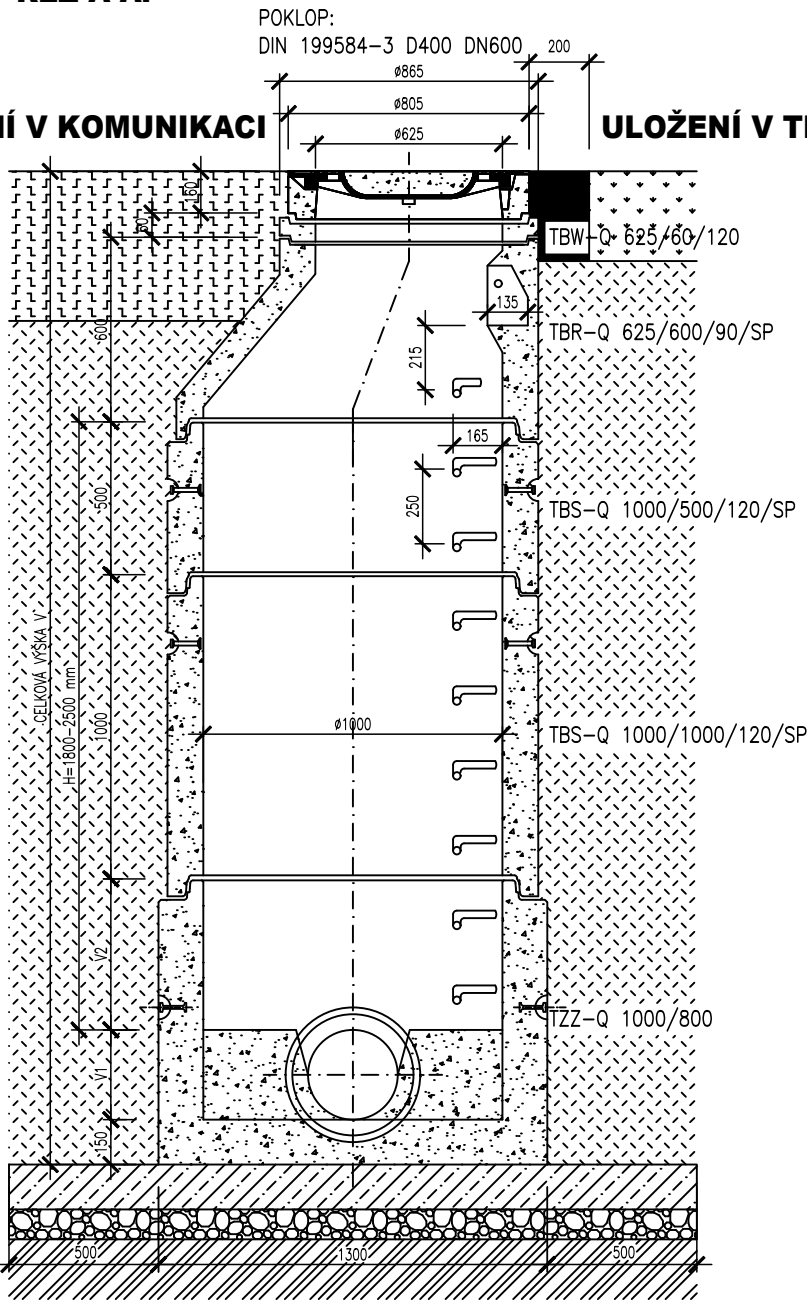 POKLOP:
DIN 199584-3 D400 DN600
200
ø865
ø805
NÍ V KOMUNIKACI
ULOŽENÍ V TE
ø625
160
60
TBW-Q 625/60/120
135
600
TBR-Q 625/600/90/SP
215
165
500
250
TBS-Q 1000/500/120/SP
CELKOVÁ VÝŠKA V
H=1800-2500 mm
1000
ø1000
TBS-Q 1000/1000/120/SP
V2
TZZ-Q 1000/800
V1
150
500
1300
500